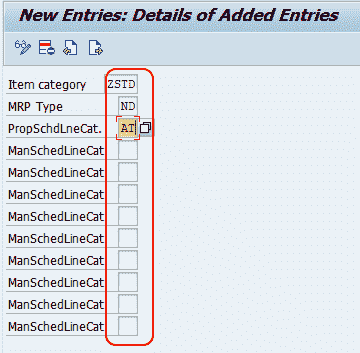 New Entries: Details of Added Entries
Item category ZSTD
MRP Type ND
PropSchdLneCat. AT
ManSchedLineCat
ManSchedLineCat
ManSchedLineCat
ManSchedLineCat
ManSchedLineCat
ManSchedLineCat
ManSchedLineCat
ManSchedLineCat
ManSchedLineCat